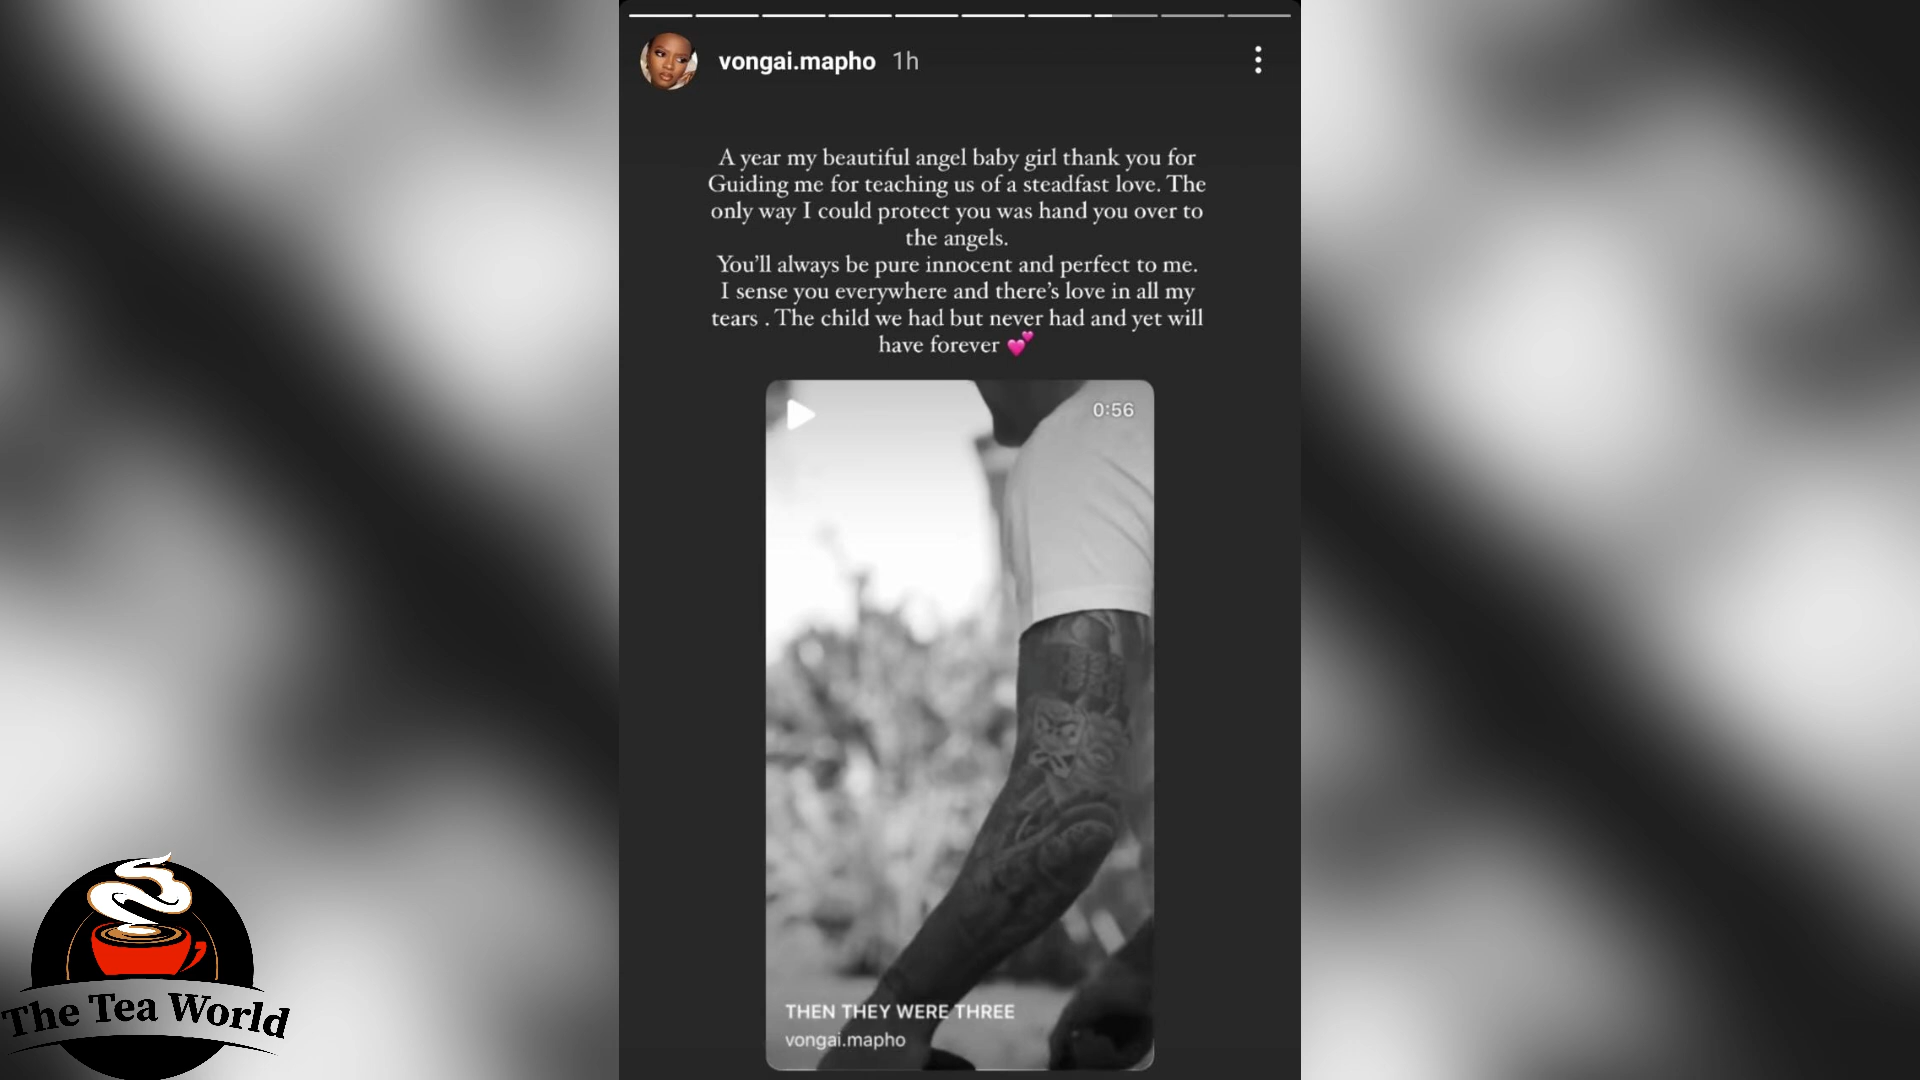 vongai.mapho 1h
A year my beautiful angel baby girl thank you for
Guiding me for teaching us of a steadfast love. The
only way I could protect you was hand you over to
the angels.
You'll always be pure innocent and perfect to me.
I sense you everywhere and there's love in all my
tears . The child we had but never had and yet will
have forever 💕
0:56
THEN THEY WERE THREE
vongai.mapho
The Tea World